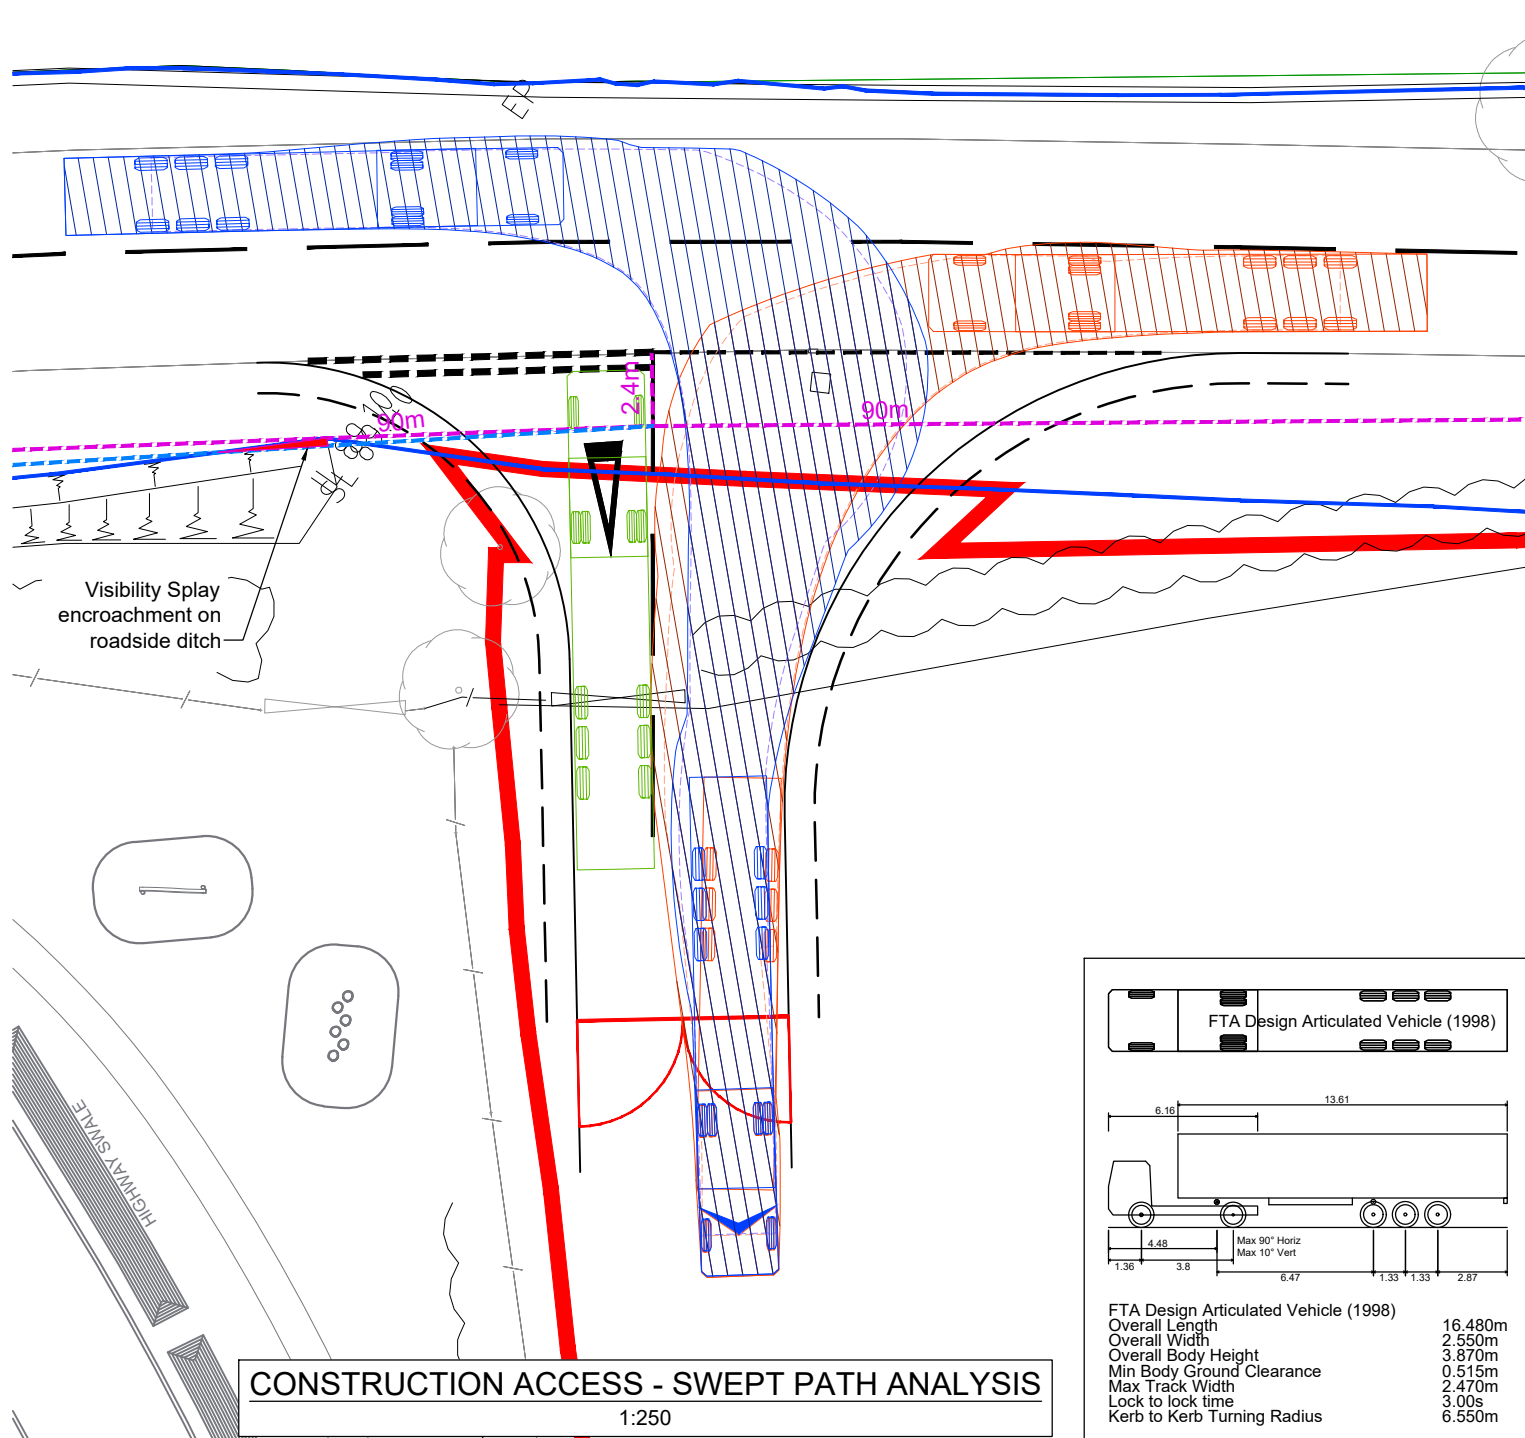 EP
2.4m
90m
90m
Visibility Splay
encroachment on
roadside ditch
HIGHWAY SWALE
FTA Design Articulated Vehicle (1998)
13.61
6.16
4.48
Max 90° Horiz
Max 10° Vert
1.36
3.8
6.47
1.33
1.33
2.87
FTA Design Articulated Vehicle (1998)
Overall Length 16.480m
Overall Width 2.550m
Overall Body Height 3.870m
Min Body Ground Clearance 0.515m
Max Track Width 2.470m
Lock to lock time 3.00s
Kerb to Kerb Turning Radius 6.550m
CONSTRUCTION ACCESS - SWEPT PATH ANALYSIS
1:250